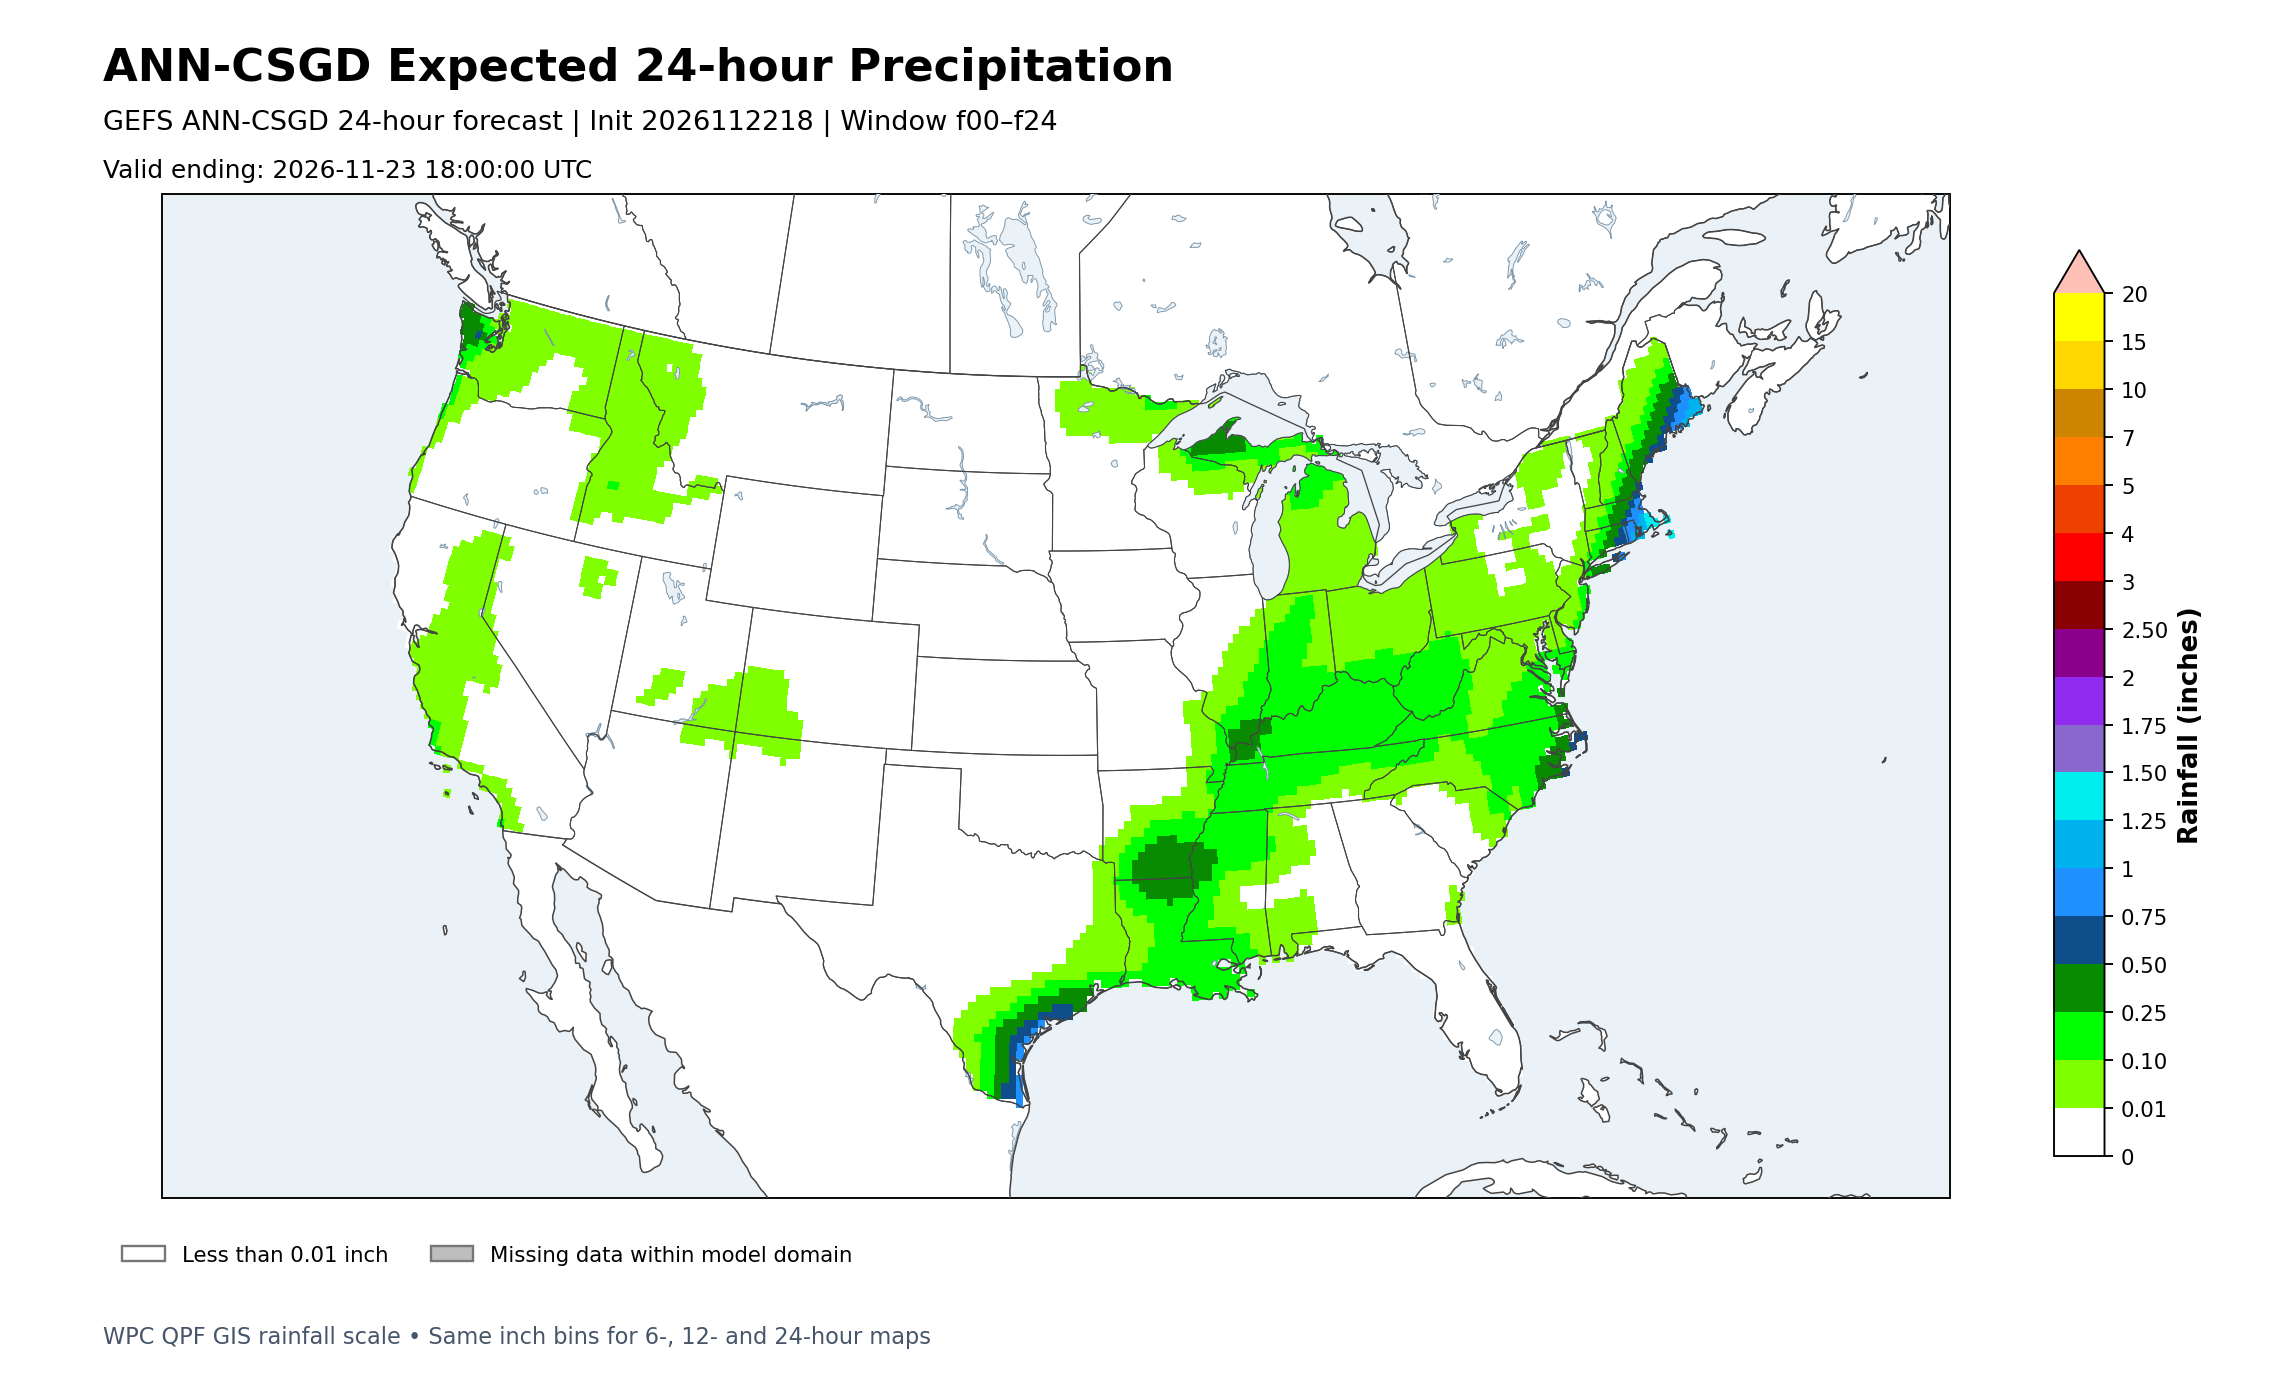 ANN-CSGD Expected 24-hour Precipitation
GEFS ANN-CSGD 24-hour forecast | Init 2026112218 | Window f00–f24
Valid ending: 2026-11-23 18:00:00 UTC
20
15
10
7
5
4
3
2.50
2
1.75
1.50
1.25
1
0.75
0.50
0.25
0.10
0.01
0
Rainfall (inches)
Less than 0.01 inch
Missing data within model domain
WPC QPF GIS rainfall scale • Same inch bins for 6-, 12- and 24-hour maps